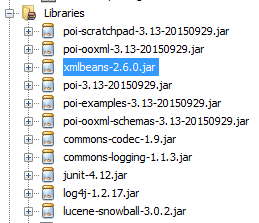 Libraries
poi-scratchpad-3.13-20150929.jar
poi-ooxml-3.13-20150929.jar
xmlbeans-2.6.0.jar
poi-3.13-20150929.jar
poi-examples-3.13-20150929.jar
poi-ooxml-schemas-3.13-20150929.jar
commons-codec-1.9.jar
commons-logging-1.1.3.jar
junit-4.12.jar
log4j-1.2.17.jar
lucene-snowball-3.0.2.jar